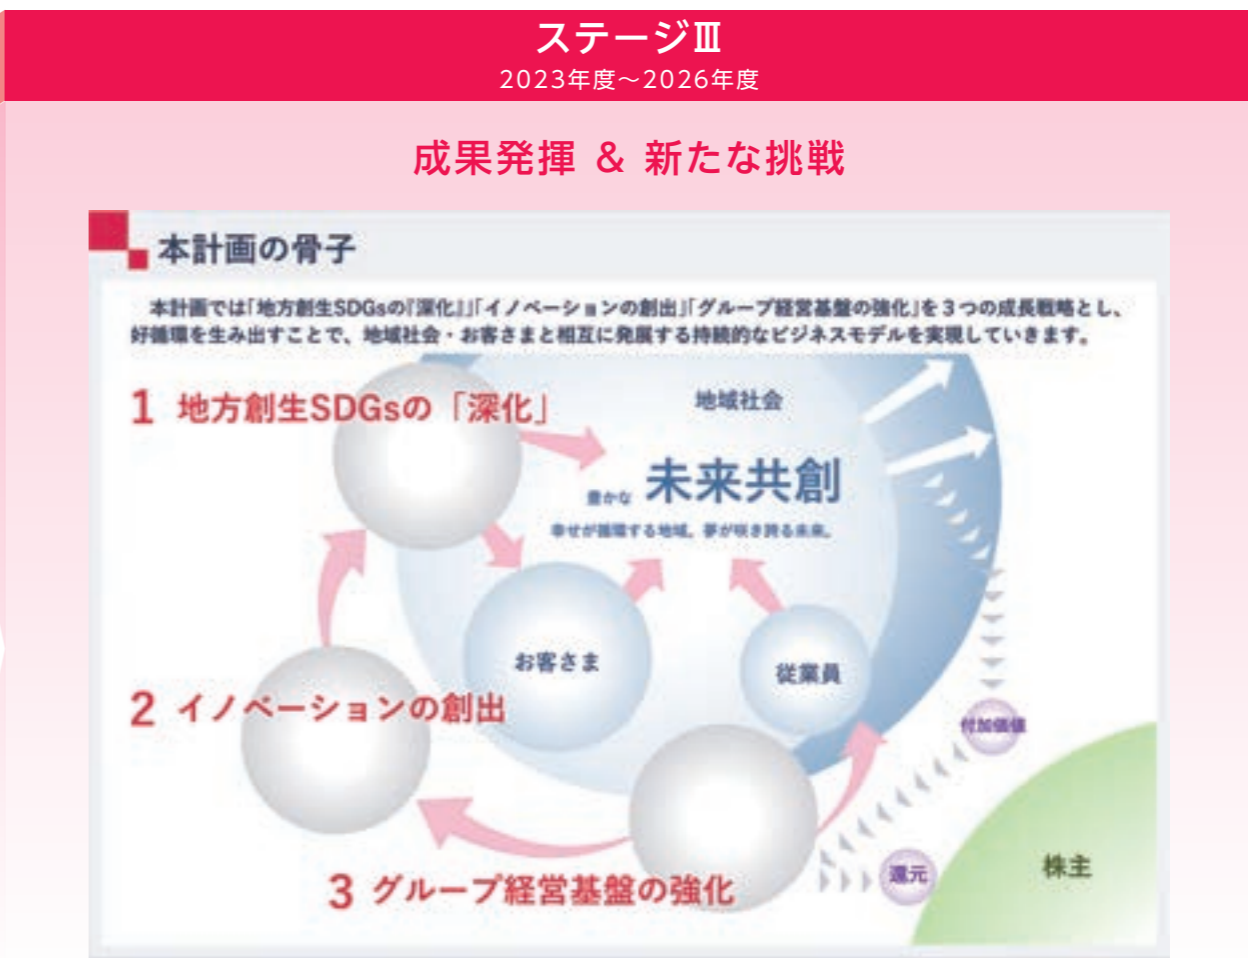 ステージⅢ
2023年度～2026年度
成果発揮 ＆ 新たな挑戦
本計画の骨子
本計画では「地方創生SDGsの『深化』」「イノベーションの創出」「グループ経営基盤の強化」を３つの成長戦略とし、
好循環を生み出すことで、地域社会・お客さまと相互に発展する持続的なビジネスモデルを実現していきます。
1 地方創生SDGsの「深化」
地域社会
豊かな 未来共創
幸せが循環する地域。夢が咲き誇る未来。
お客さま
従業員
2 イノベーションの創出
付加価値
3 グループ経営基盤の強化
還元
株主